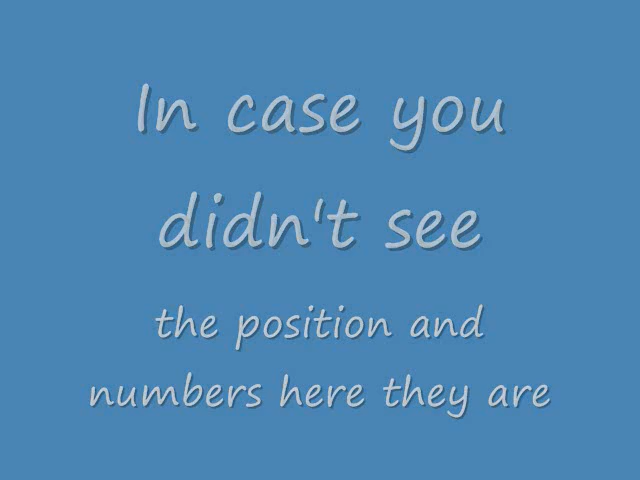 In case you
didn't see
the position and
numbers here they are